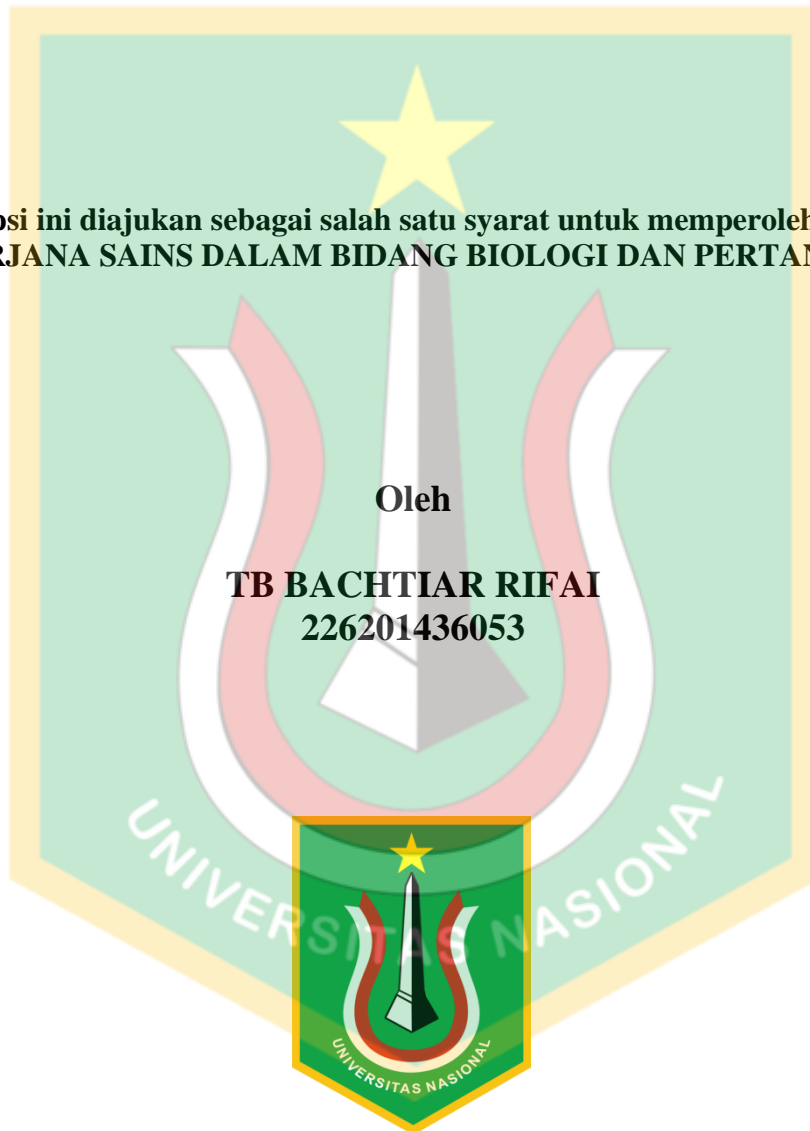 psi ini diajukan sebagai salah satu syarat untuk memperoleh
RJANA SAINS DALAM BIDANG BIOLOGI DAN PERTAN
Oleh
TB BACHTIAR RIFAI
226201436053
UNIVERSITAS NASIONAL
UNIVERSITAS NASIONAL